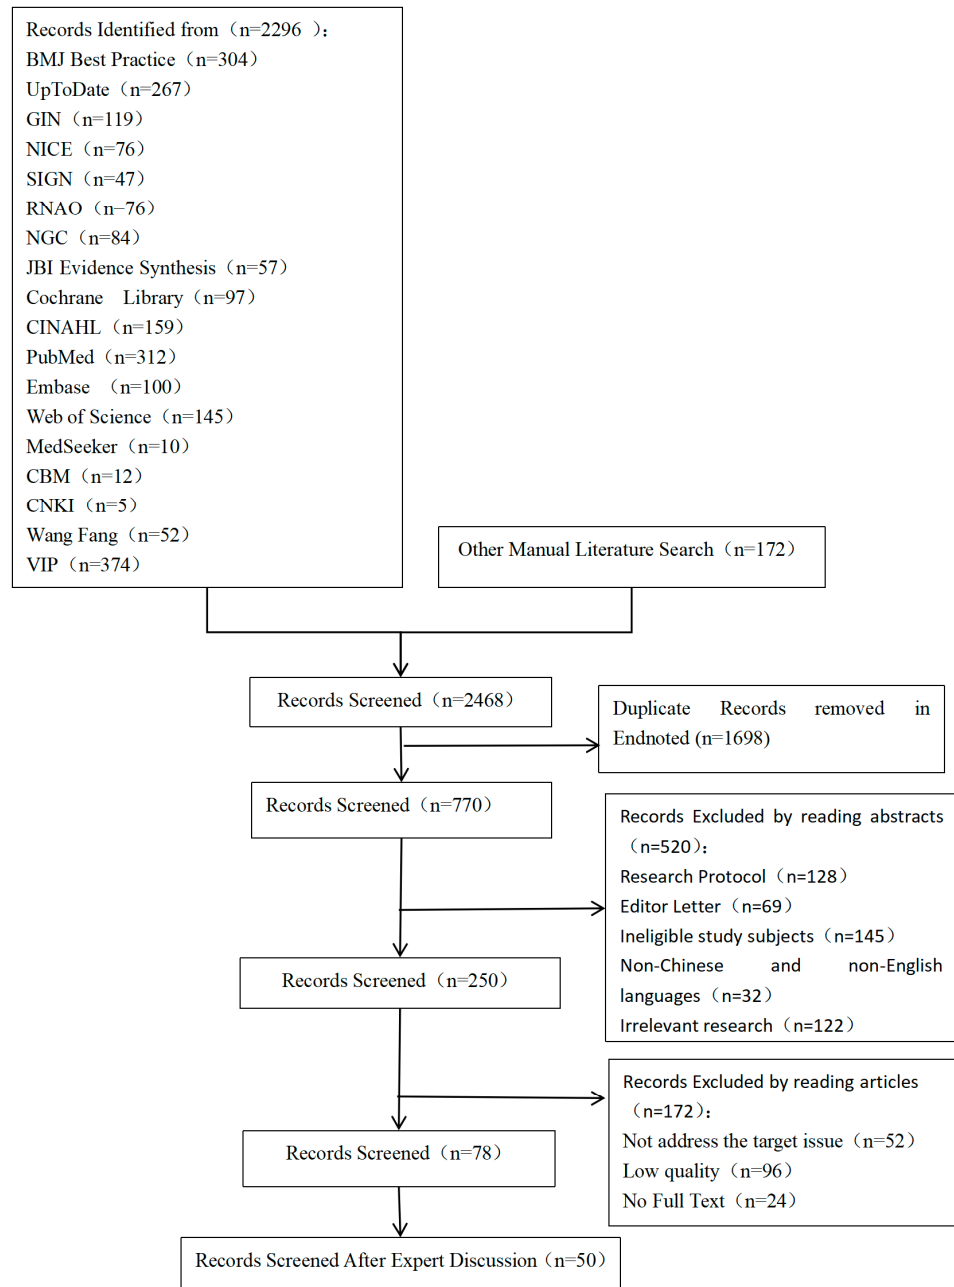 Records Identified from（n=2296 ）：
BMJ Best Practice（n=304）
UpToDate（n=267）
GIN（n=119）
NICE（n=76）
SIGN（n=47）
RNAO（n−76）
NGC（n=84）
JBI Evidence Synthesis（n=57）
Cochrane Library（n=97）
CINAHL（n=159）
PubMed（n=312）
Embase （n=100）
Web of Science（n=145）
MedSeeker（n=10）
CBM（n=12）
CNKI（n=5）
Wang Fang（n=52）
VIP（n=374）
Other Manual Literature Search（n=172）
Records Screened（n=2468）
Duplicate Records removed in
Endnoted (n=1698)
Records Screened（n=770）
Records Excluded by reading abstracts
（n=520）：
Research Protocol（n=128）
Editor Letter（n=69）
Ineligible study subjects（n=145）
Non-Chinese and non-English
languages（n=32）
Irrelevant research（n=122）
Records Screened（n=250）
Records Excluded by reading articles
（n=172）：
Not address the target issue（n=52）
Low quality（n=96）
No Full Text（n=24）
Records Screened（n=78）
Records Screened After Expert Discussion（n=50）